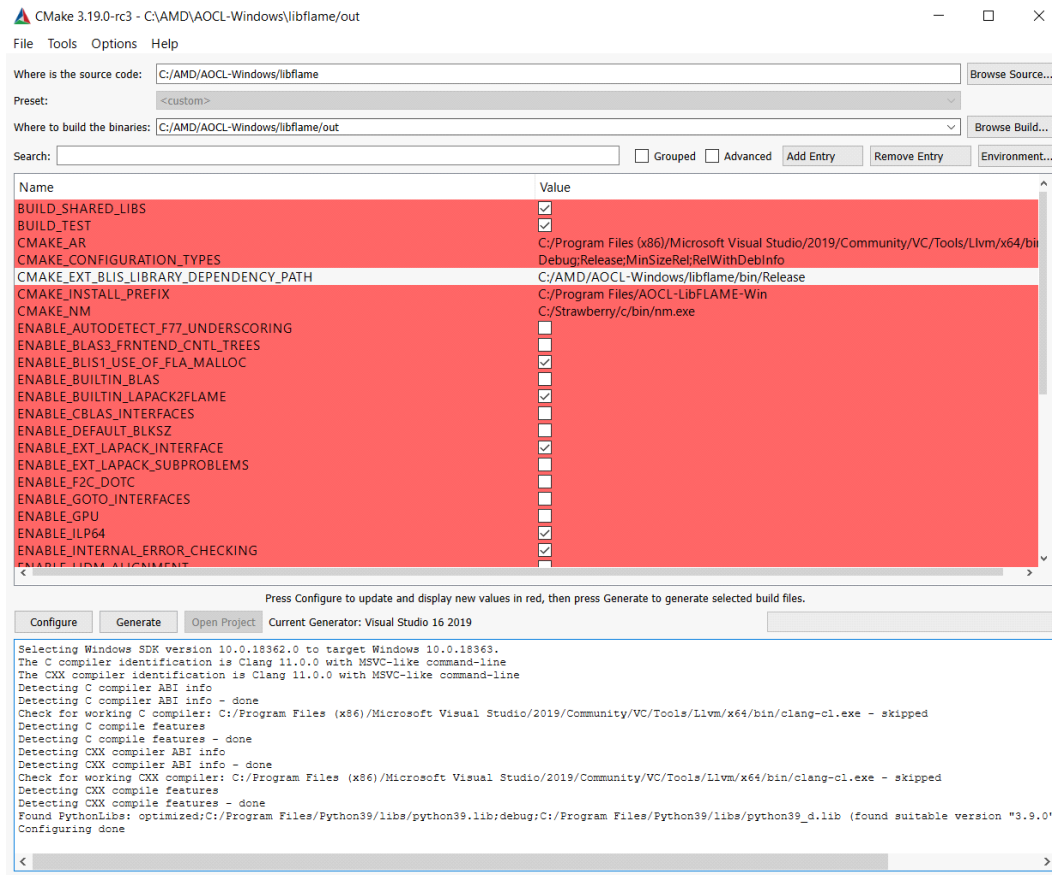 CMake 3.19.0-rc3 - C:\AMD\AOCL-Windows\libflame/out
File Tools Options Help
Where is the source code: C:/AMD/AOCL-Windows/libflame Browse Source...
Preset: <custom>
Where to build the binaries: C:/AMD/AOCL-Windows/libflame/out Browse Build...
Search: Grouped Advanced Add Entry Remove Entry Environment...
Name Value
BUILD_SHARED_LIBS
BUILD_TEST
CMAKE_AR C:/Program Files (x86)/Microsoft Visual Studio/2019/Community/VC/Tools/Llvm/x64/bin
CMAKE_CONFIGURATION_TYPES Debug;Release;MinSizeRel;RelWithDebInfo
CMAKE_EXT_BLIS_LIBRARY_DEPENDENCY_PATH C:/AMD/AOCL-Windows/libflame/bin/Release
CMAKE_INSTALL_PREFIX C:/Program Files/AOCL-LibFLAME-Win
CMAKE_NM C:/Strawberry/c/bin/nm.exe
ENABLE_AUTODETECT_F77_UNDERSCORING
ENABLE_BLAS3_FRNTEND_CNTL_TREES
ENABLE_BLIS1_USE_OF_FLA_MALLOC
ENABLE_BUILTIN_BLAS
ENABLE_BUILTIN_LAPACK2FLAME
ENABLE_CBLAS_INTERFACES
ENABLE_DEFAULT_BLKSZ
ENABLE_EXT_LAPACK_INTERFACE
ENABLE_EXT_LAPACK_SUBPROBLEMS
ENABLE_F2C_DOTC
ENABLE_GOTO_INTERFACES
ENABLE_GPU
ENABLE_ILP64
ENABLE_INTERNAL_ERROR_CHECKING
Press Configure to update and display new values in red, then press Generate to generate selected build files.
Configure Generate Open Project Current Generator: Visual Studio 16 2019
Selecting Windows SDK version 10.0.18362.0 to target Windows 10.0.18363.
The C compiler identification is Clang 11.0.0 with MSVC-like command-line
The CXX compiler identification is Clang 11.0.0 with MSVC-like command-line
Detecting C compiler ABI info
Detecting C compiler ABI info - done
Check for working C compiler: C:/Program Files (x86)/Microsoft Visual Studio/2019/Community/VC/Tools/Llvm/x64/bin/clang-cl.exe - skipped
Detecting C compile features
Detecting C compile features - done
Detecting CXX compiler ABI info
Detecting CXX compiler ABI info - done
Check for working CXX compiler: C:/Program Files (x86)/Microsoft Visual Studio/2019/Community/VC/Tools/Llvm/x64/bin/clang-cl.exe - skipped
Detecting CXX compile features
Detecting CXX compile features - done
Found PythonLibs: optimized;C:/Program Files/Python39/libs/python39.lib;debug;C:/Program Files/Python39/libs/python39_d.lib (found suitable version "3.9.0"
Configuring done